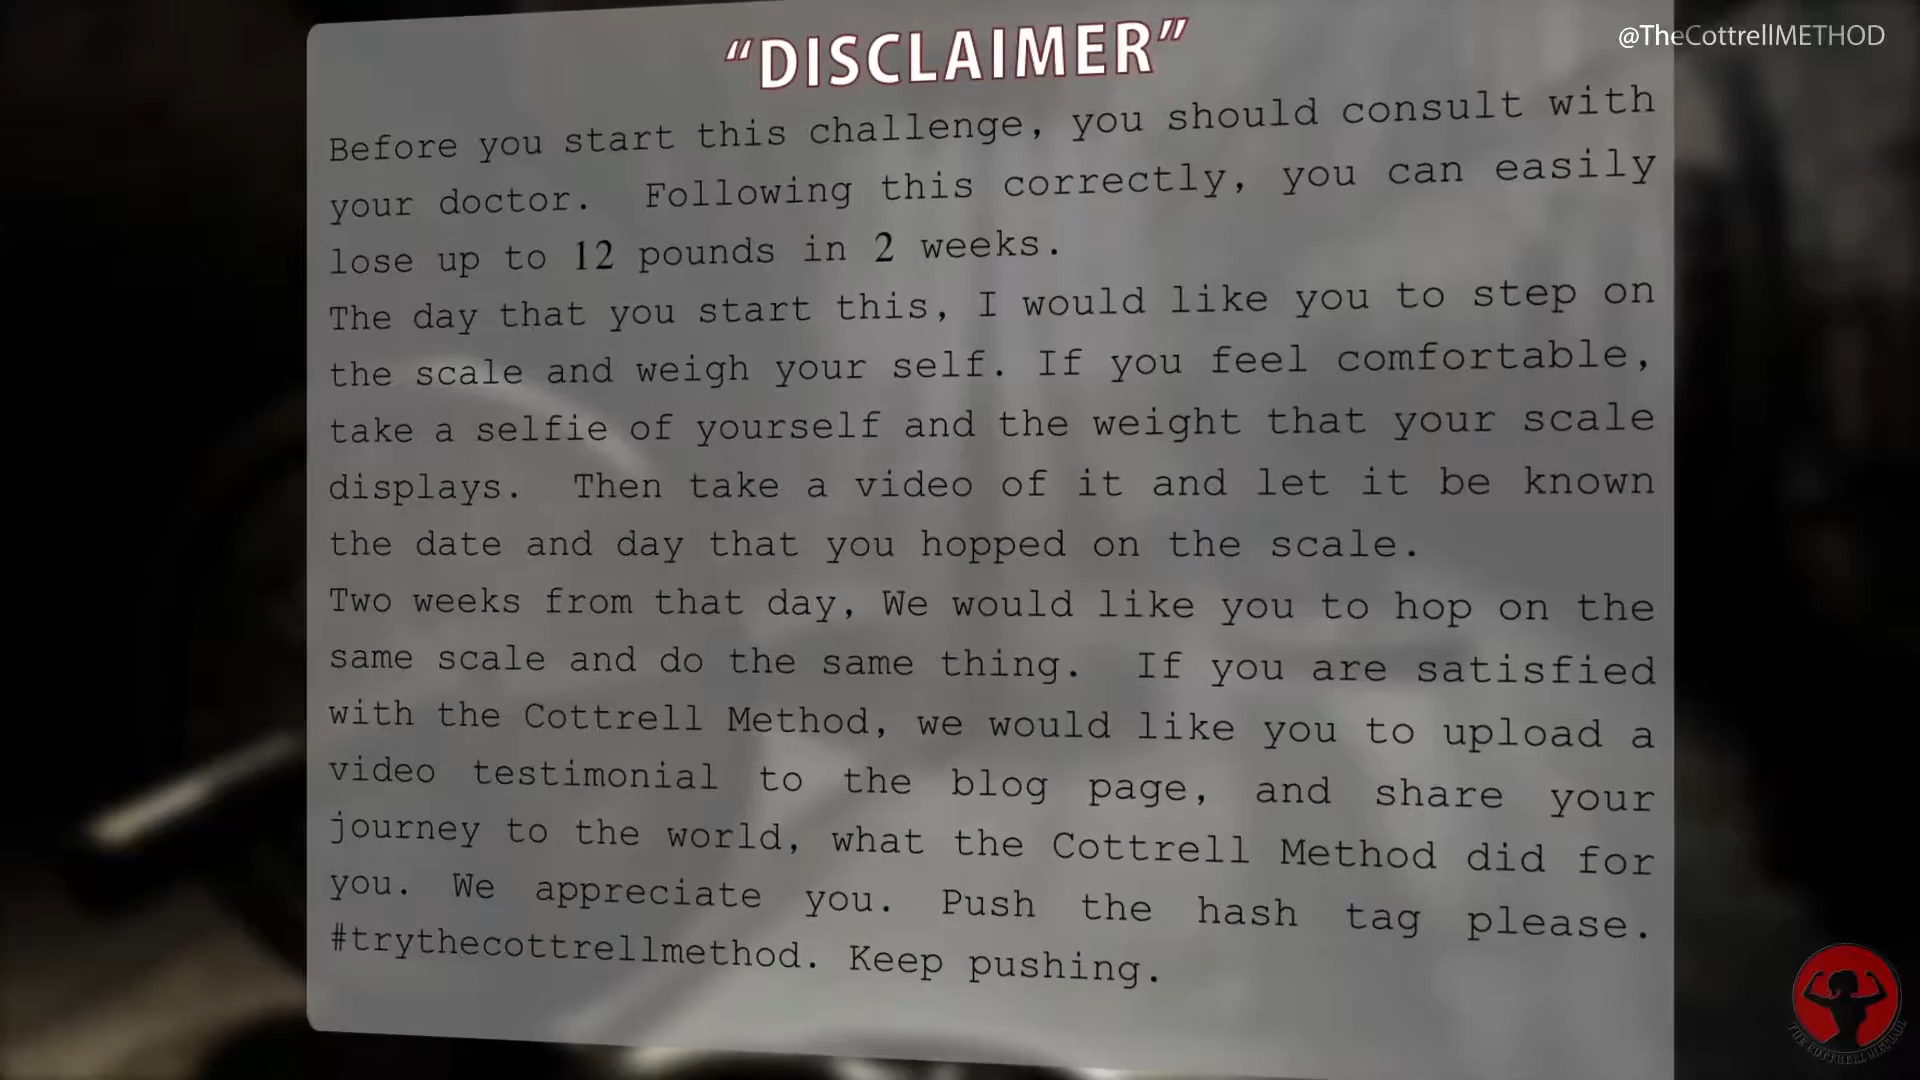 @TheCottrellMETHOD
“DISCLAIMER”
Before you start this challenge, you should consult with
your doctor. Following this correctly, you can easily
lose up to 12 pounds in 2 weeks.
The day that you start this, I would like you to step on
the scale and weigh your self. If you feel comfortable,
take a selfie of yourself and the weight that your scale
displays. Then take a video of it and let it be known
the date and day that you hopped on the scale.
Two weeks from that day, We would like you to hop on the
same scale and do the same thing. If you are satisfied
with the Cottrell Method, we would like you to upload a
video testimonial to the blog page, and share your
journey to the world, what the Cottrell Method did for
you. We appreciate you. Push the hash tag please.
#trythecottrellmethod. Keep pushing.
THE COTTRELL METHOD